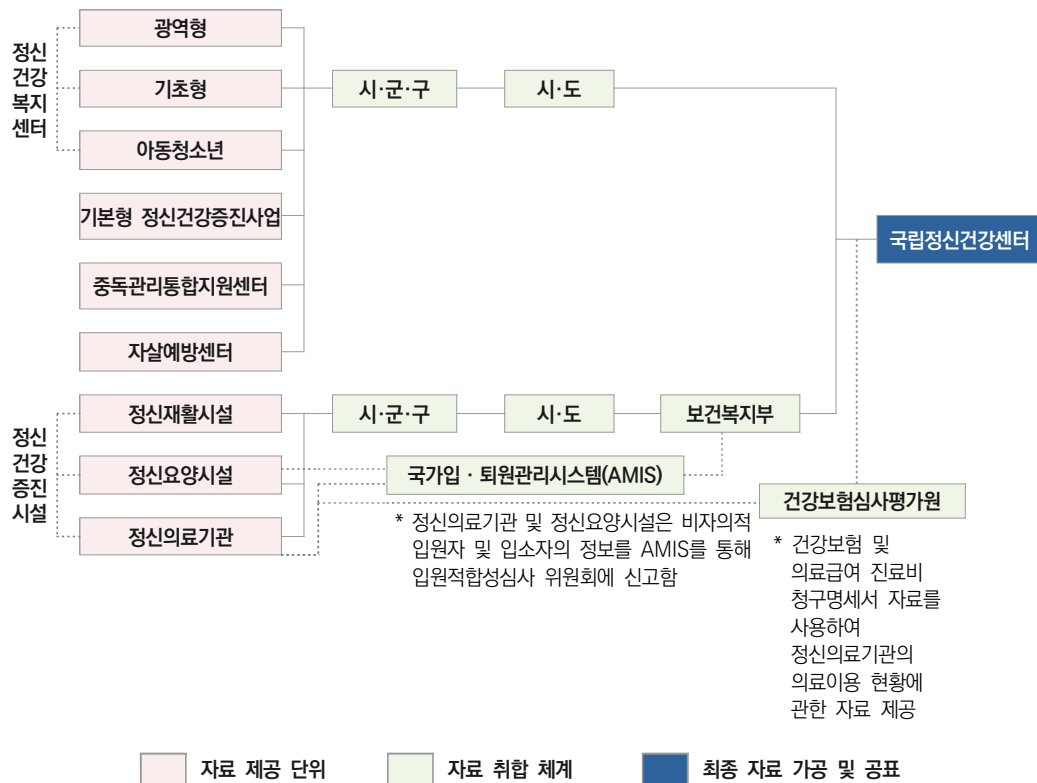 정신
건강
복지
센터
광역형
기초형
아동청소년
기본형 정신건강증진사업
중독관리통합지원센터
자살예방센터
시·군·구
시·도
국립정신건강센터
정신
건강
증진
시설
정신재활시설
정신요양시설
정신의료기관
시·군·구
시·도
보건복지부
국가입·퇴원관리시스템(AMIS)
* 정신의료기관 및 정신요양시설은 비자의적
입원자 및 입소자의 정보를 AMIS를 통해
입원적합성심사 위원회에 신고함
건강보험심사평가원
* 건강보험 및
의료급여 진료비
청구명세서 자료를
사용하여
정신의료기관의
의료이용 현황에
관한 자료 제공
자료 제공 단위
자료 취합 체계
최종 자료 가공 및 공표